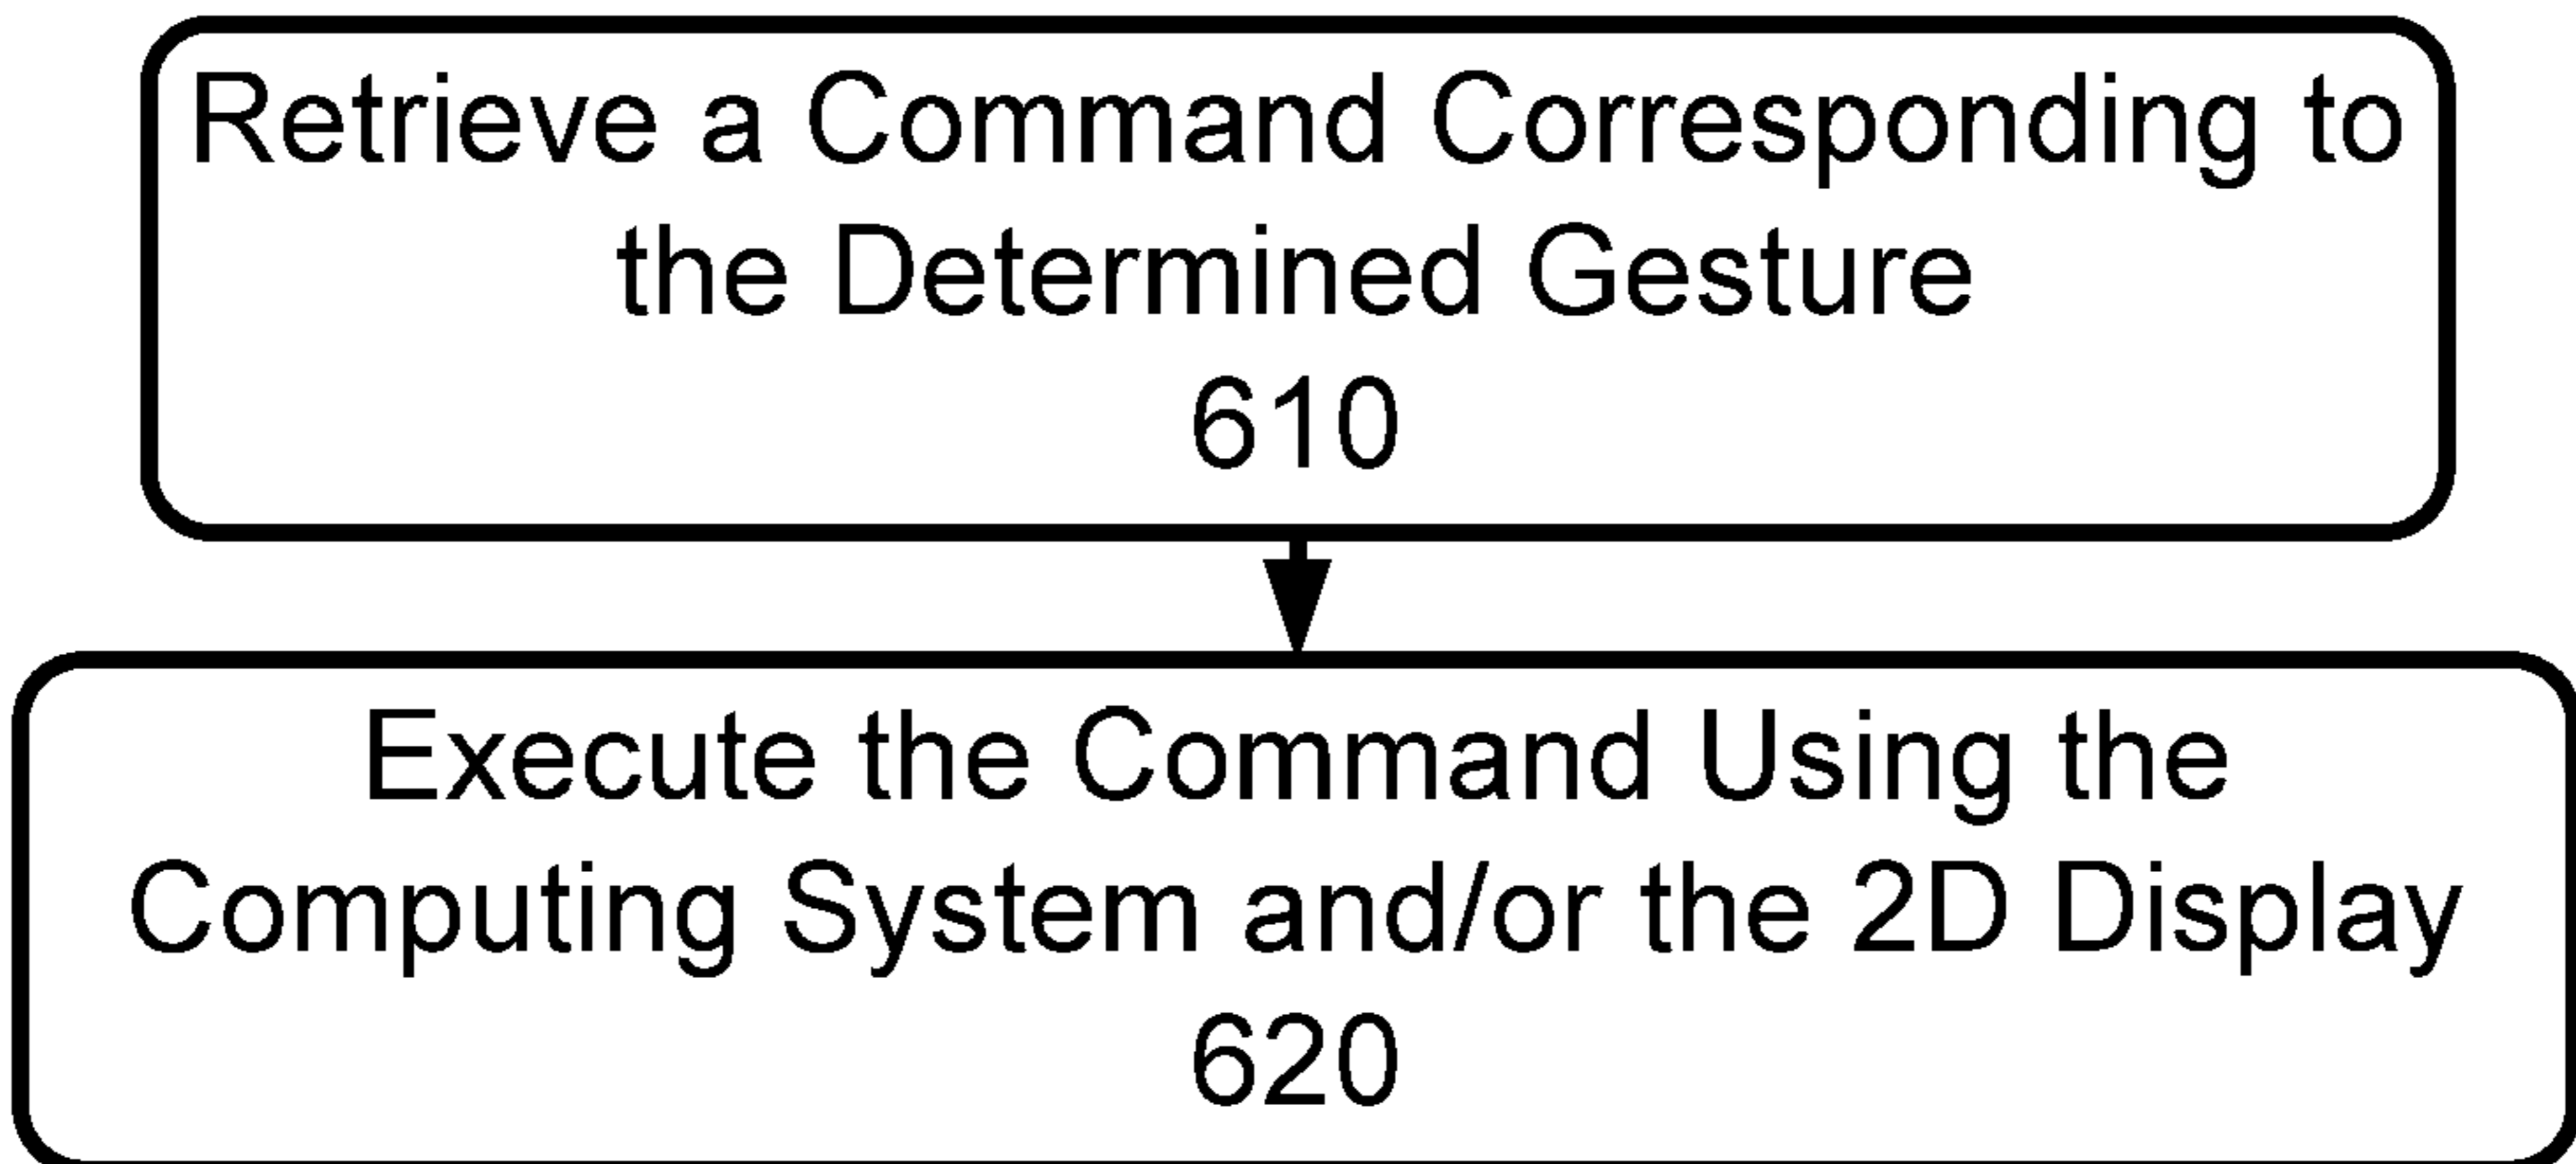 Retrieve a Command Corresponding to
the Determined Gesture
610
Execute the Command Using the
Computing System and/or the 2D Display
620